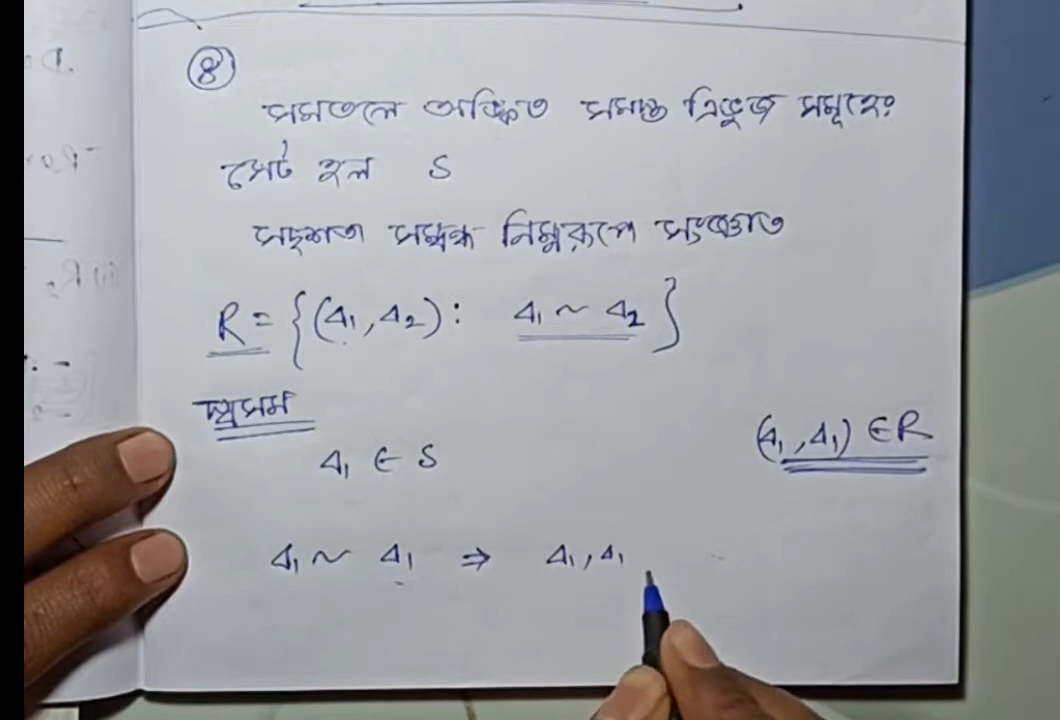 ৪
সমতলে অঙ্কিত সমস্ত ত্রিভুজ সমূহের
সেট হল S
সদৃশতা সম্বন্ধ নিম্নরূপে সংজ্ঞাত
R = {(Δ₁, Δ₂) : Δ₁ ~ Δ₂}
স্বসম
(Δ₁, Δ₁) ∈ R
Δ₁ ∈ S
Δ₁ ~ Δ₁ ⇒ Δ₁, Δ₁